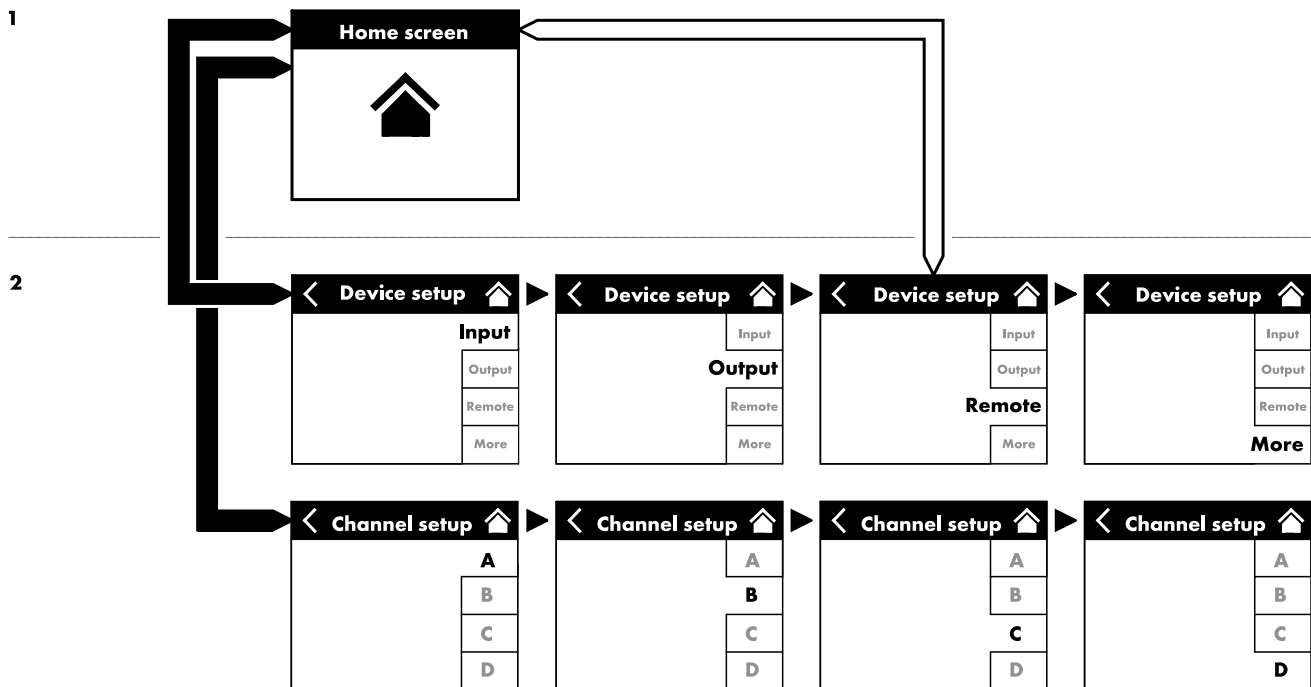 1
Home screen
2
Device setup
Input
Output
Remote
More
Device setup
Input
Output
Remote
More
Device setup
Input
Output
Remote
More
Device setup
Input
Output
Remote
More
Channel setup
A
B
C
D
Channel setup
A
B
C
D
Channel setup
A
B
C
D
Channel setup
A
B
C
D